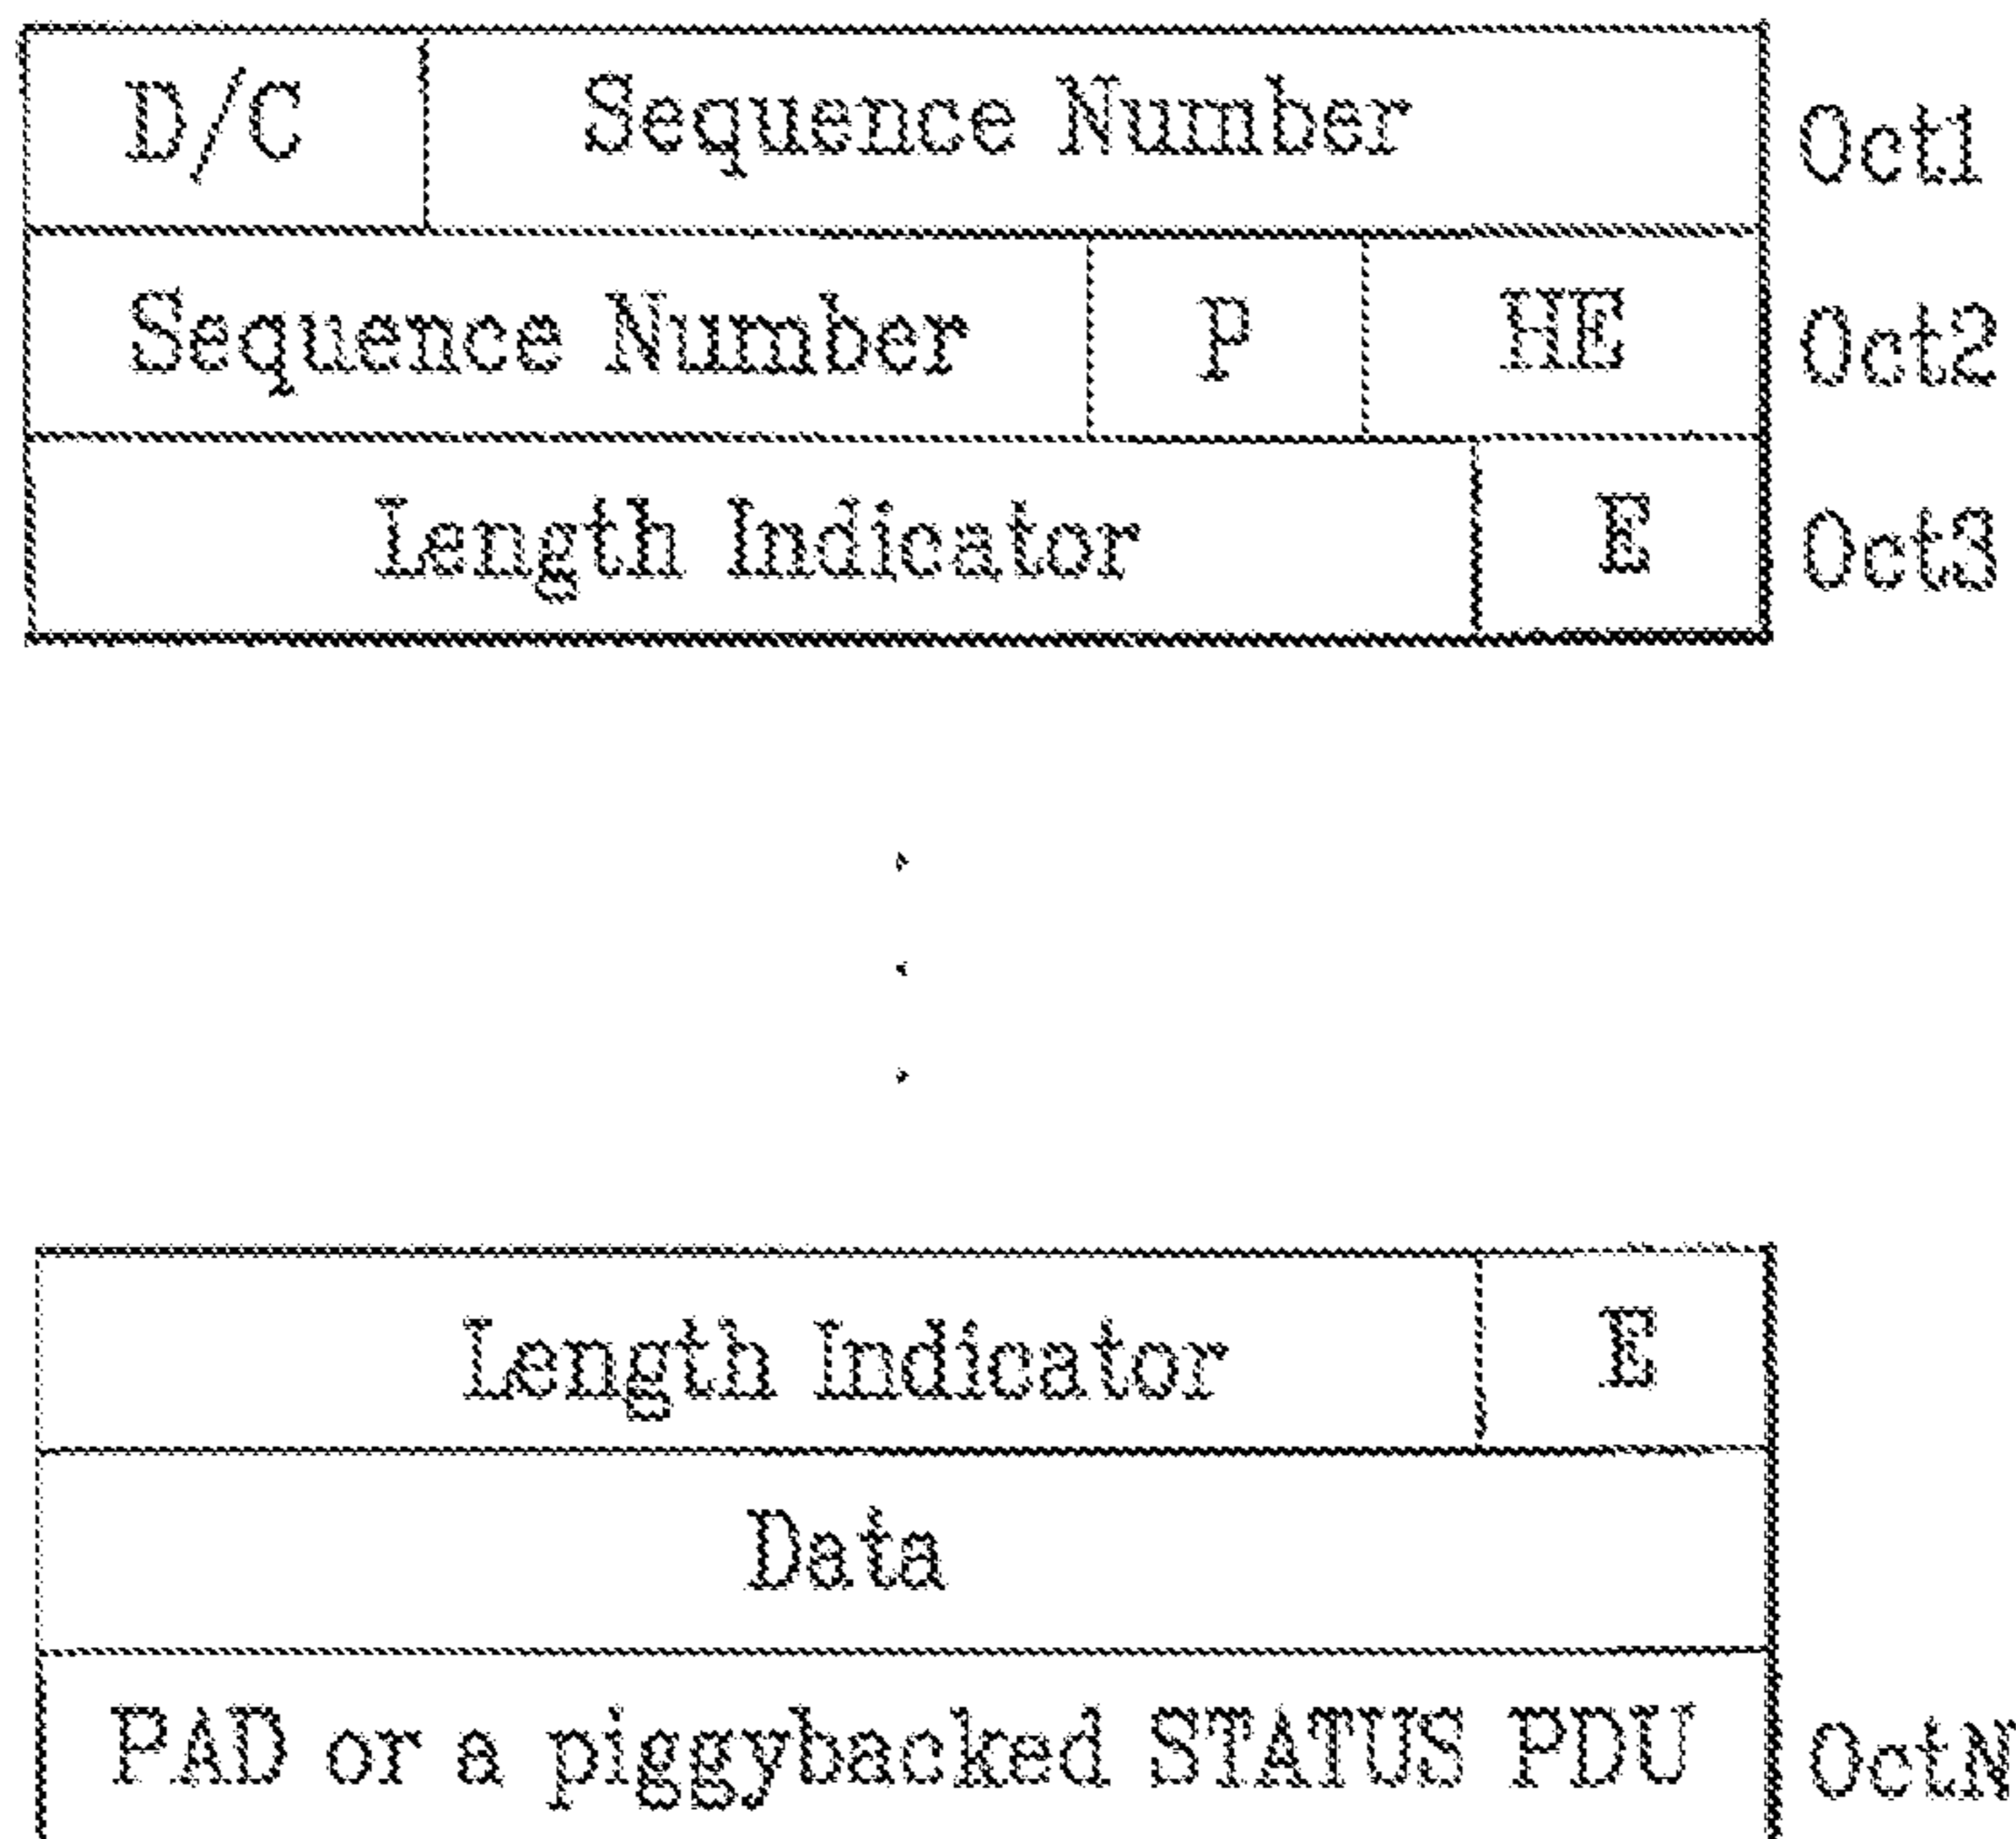 D/C Sequence Number Oct1
Sequence Number P HE Oct2
Length Indicator E Oct3
Length Indicator E
Data
PAD or a piggybacked STATUS PDU OctN